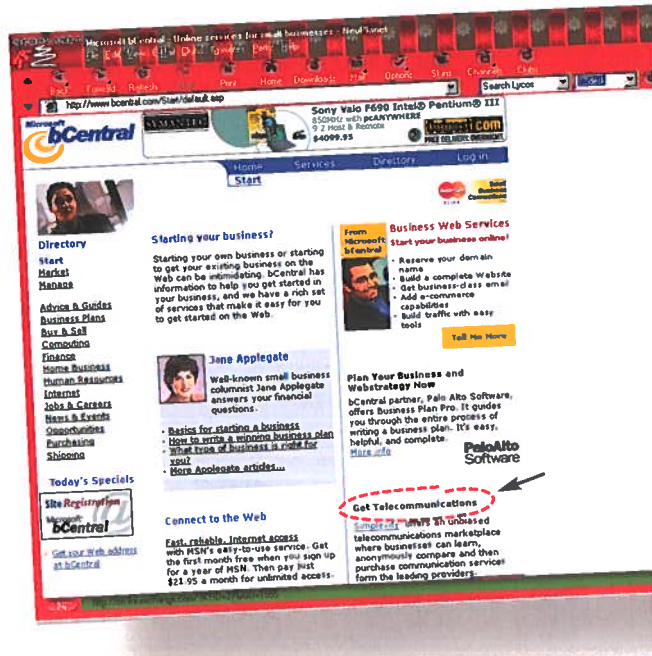 Microsoft bCentral - Online services for small businesses - NeoPlanet
File Edit View
Back Forward Refresh Print Home Downloads Mail Options Skins Channels Clubs
http://www.bcentral.com/Start/default.asp
Search Lycos
Microsoft
bCentral
SYMANTEC
Sony Vaio F690 Intel® Pentium® III
850MHz with pcANYWHERE
9.2 Host & Remote
$4099.95
FREE DELIVERY OVERNIGHT
Home Services Directory Log in
Start
Directory
Start
Market
Manage
Advice & Guides
Business Plans
Buy & Sell
Computing
Finance
Home Business
Human Resources
Internet
Jobs & Careers
News & Events
Opportunities
Purchasing
Shipping
Today's Specials
Site Registration
Microsoft
bCentral
Get your Web address
at bCentral
Starting your business?
Starting your own business or starting
to get your existing business on the
Web can be intimidating. bCentral has
information to help you get started in
your business, and we have a rich set
of services that make it easy for you
to get started on the Web.
Jane Applegate
Well-known small business
columnist Jane Applegate
answers your financial
questions.
· Basics for starting a business
· How to write a winning business plan
· What type of business is right for
you?
· More Applegate articles...
Connect to the Web
Fast, reliable, Internet access
with MSN's easy-to-use service. Get
the first month free when you sign up
for a year of MSN. Then pay just
$21.95 a month for unlimited access.
From
Microsoft
bCentral
Business Web Services
Start your business online!
· Reserve your domain
name
· Build a complete Website
· Get business-class email
· Add e-commerce
capabilities
· Build traffic with easy
tools
Tell Me More
Plan Your Business and
Webstrategy Now
bCentral partner, Palo Alto Software,
offers Business Plan Pro. It guides
you through the entire process of
writing a business plan. It's easy,
helpful, and complete.
More info
PaloAlto
Software
Get Telecommunications
Simplexity offers an unbiased
telecommunications marketplace
where businesses can learn,
anonymously compare and then
purchase communication services
form the leading providers.